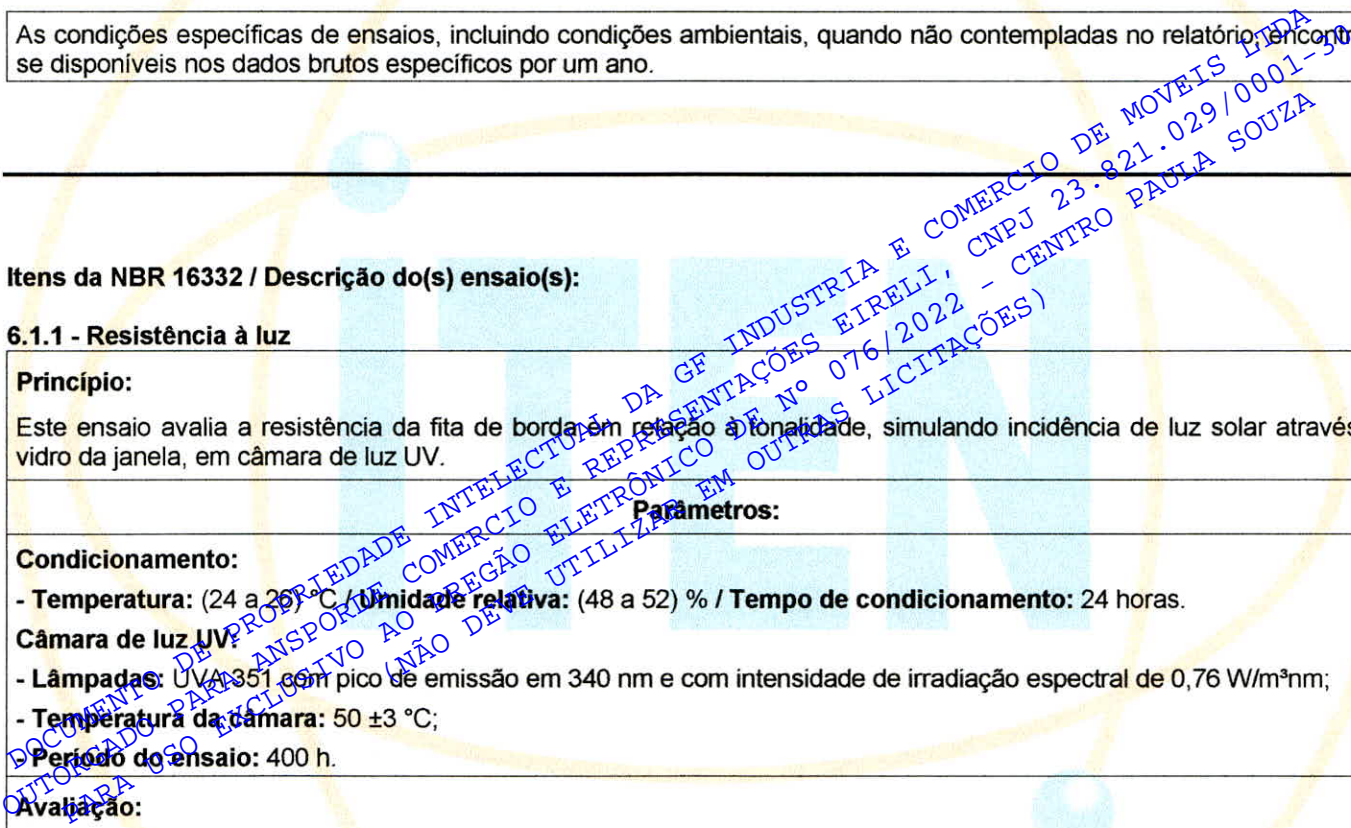 As condições específicas de ensaios, incluindo condições ambientais, quando não contempladas no relatório, encontr
se disponíveis nos dados brutos específicos por um ano.
Itens da NBR 16332 / Descrição do(s) ensaio(s):
6.1.1 - Resistência à luz
Princípio:
Este ensaio avalia a resistência da fita de borda em relação à tonalidade, simulando incidência de luz solar através
vidro da janela, em câmara de luz UV.
Parâmetros:
Condicionamento:
- Temperatura: (24 a 26) °C / Umidade relativa: (48 a 52) % / Tempo de condicionamento: 24 horas.
Câmara de luz UV:
- Lâmpadas: UVA 351 com pico de emissão em 340 nm e com intensidade de irradiação espectral de 0,76 W/m³nm;
- Temperatura da câmara: 50 ±3 °C;
- Período do ensaio: 400 h.
Avaliação:
ITEN
DOCUMENTO DE PROPRIEDADE INTELECTUAL DA GF INDUSTRIA E COMERCIO DE MOVEIS LTDA
OUTORGADO PARA ANSPORDE COMERCIO E REPRESENTAÇÕES EIRELI, CNPJ 23.821.029/0001-30
PARA USO EXCLUSIVO AO PREGÃO ELETRÔNICO DE Nº 076/2022 - CENTRO PAULA SOUZA
(NÃO DEVE UTILIZAR EM OUTRAS LICITAÇÕES)